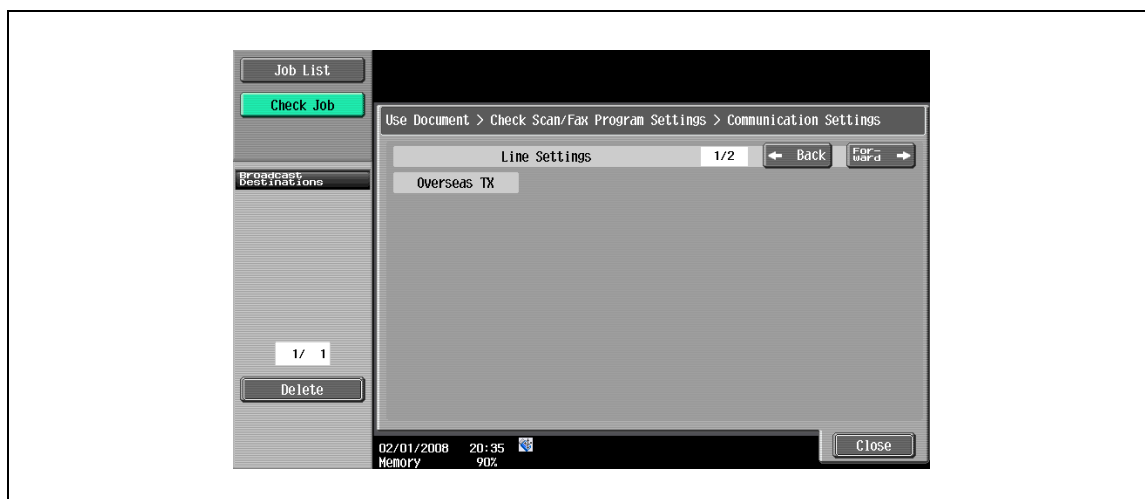 Job List
Check Job
Use Document > Check Scan/Fax Program Settings > Communication Settings
Line Settings
1/2
← Back
For-
ward →
Broadcast
Destinations
Overseas TX
1/ 1
Delete
02/01/2008 20:35
Memory 90%
Close